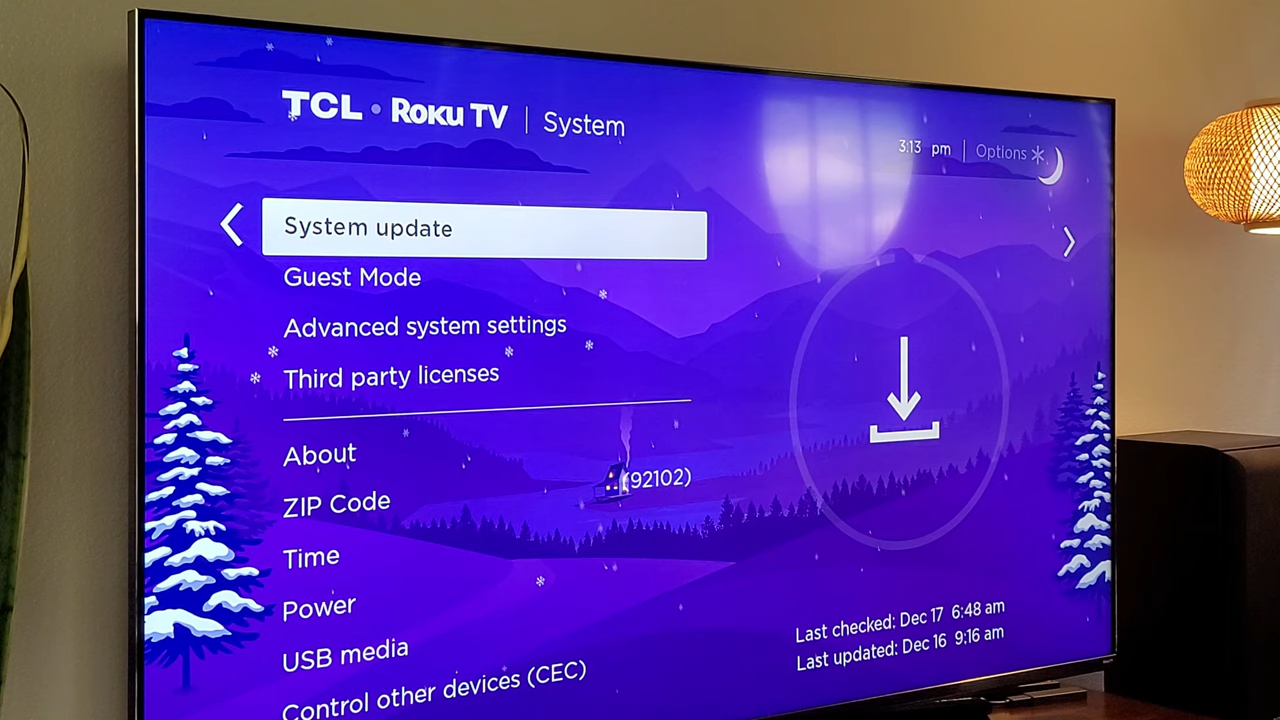 TCL • Roku TV | System
3:13 pm | Options
System update
Guest Mode
Advanced system settings
Third party licenses
About
ZIP Code (92102)
Time
Power
USB media
Control other devices (CEC)
Last checked: Dec 17 6:48 am
Last updated: Dec 16 9:16 am